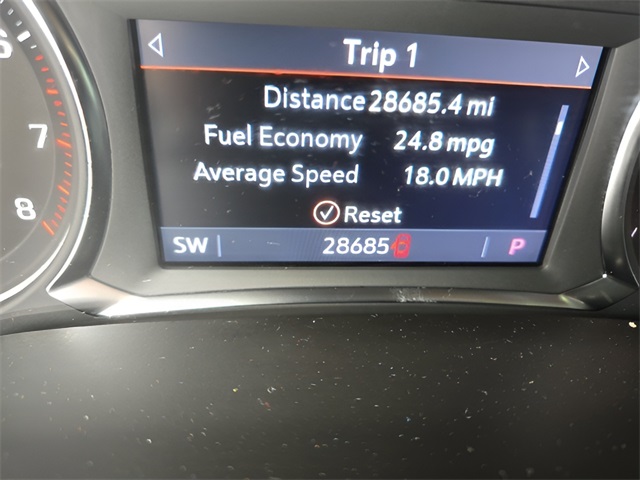 6
7
8
Trip 1
Distance 28685.4 mi
Fuel Economy 24.8 mpg
Average Speed 18.0 MPH
Reset
SW 28685 P